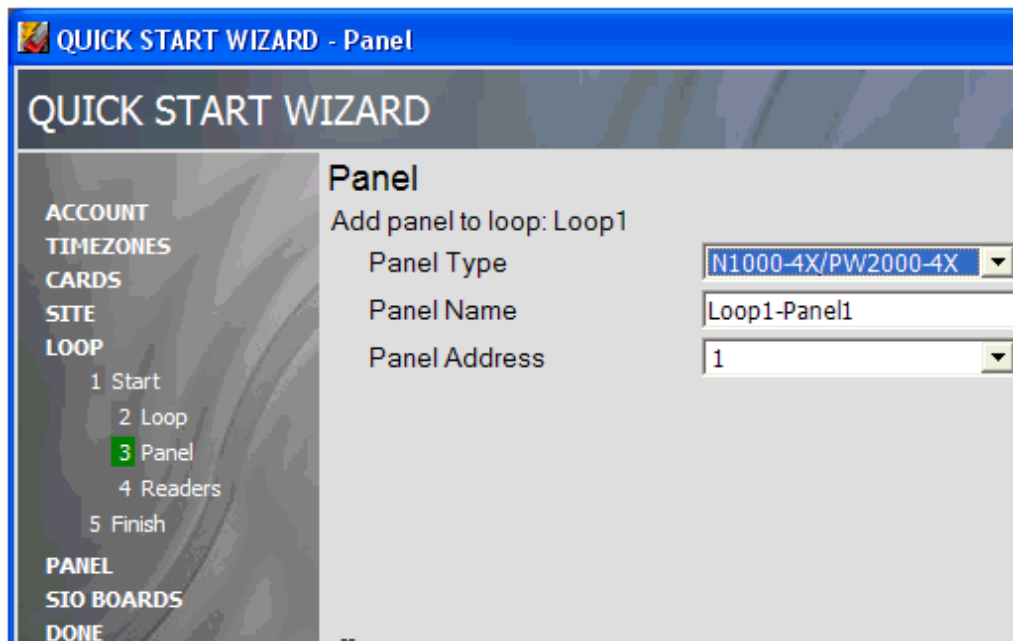 QUICK START WIZARD - Panel
QUICK START WIZARD
ACCOUNT
TIMEZONES
CARDS
SITE
LOOP
1 Start
2 Loop
3 Panel
4 Readers
5 Finish
PANEL
SIO BOARDS
DONE
Panel
Add panel to loop: Loop1
Panel Type N1000-4X/PW2000-4X
Panel Name Loop1-Panel1
Panel Address 1